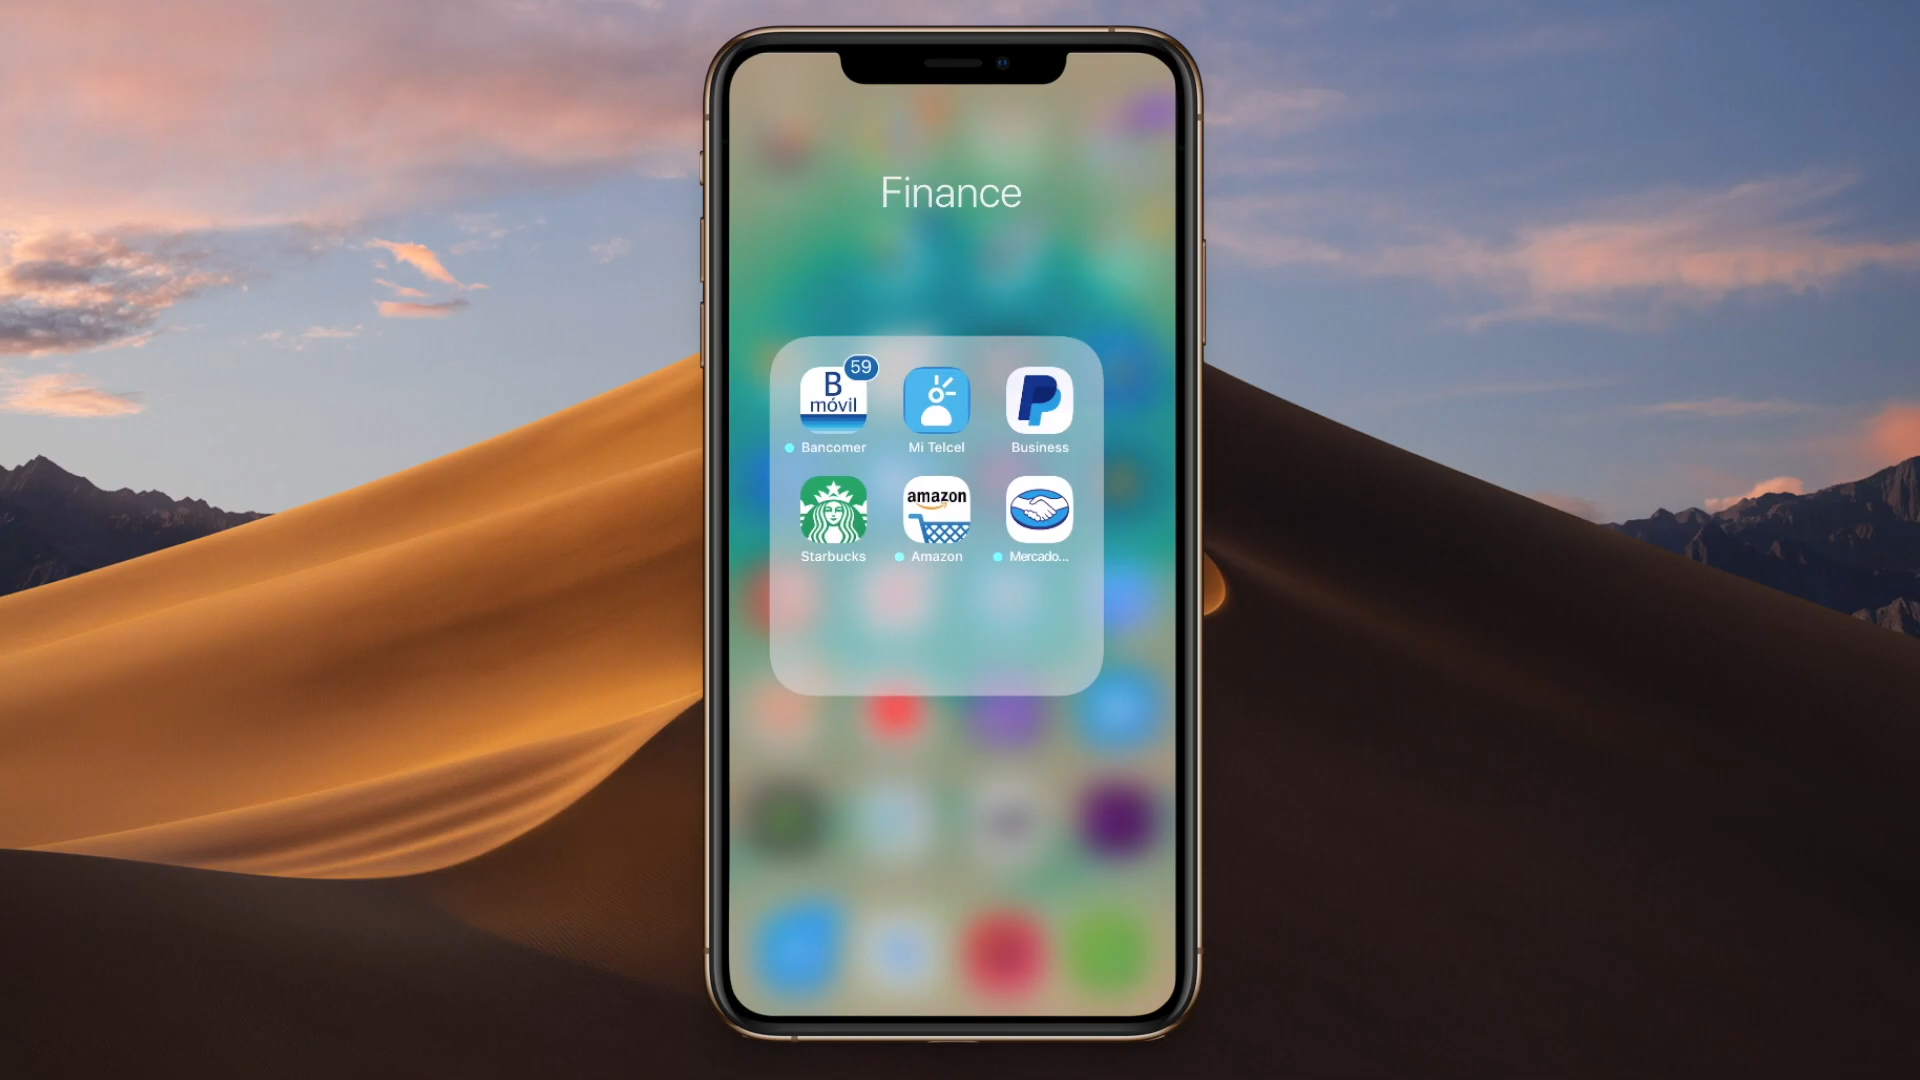 Finance
59
B
móvil
Bancomer
Mi Telcel
Business
amazon
Starbucks
Amazon
Mercado...